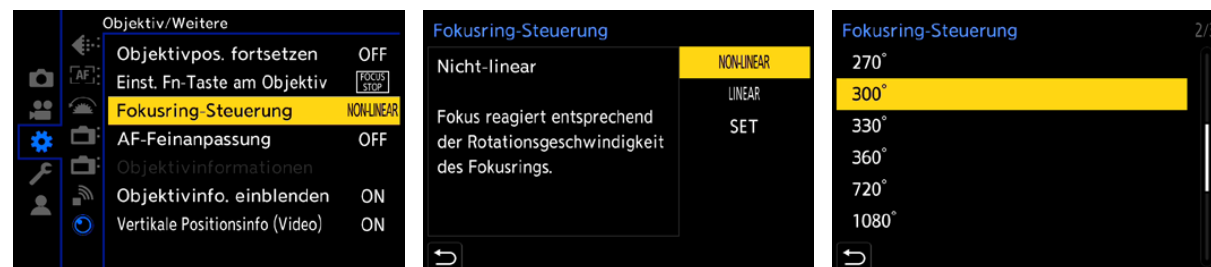 Objektiv/Weitere
AF
Objektivpos. fortsetzen OFF
Einst. Fn-Taste am Objektiv FOCUS STOP
Fokusring-Steuerung NON-LINEAR
AF-Feinanpassung OFF
Objektivinformationen
Objektivinfo. einblenden ON
Vertikale Positionsinfo (Video) ON
Fokusring-Steuerung
Nicht-linear
Fokus reagiert entsprechend
der Rotationsgeschwindigkeit
des Fokusrings.
NON-LINEAR
LINEAR
SET
Fokusring-Steuerung 2/
270°
300°
330°
360°
720°
1080°